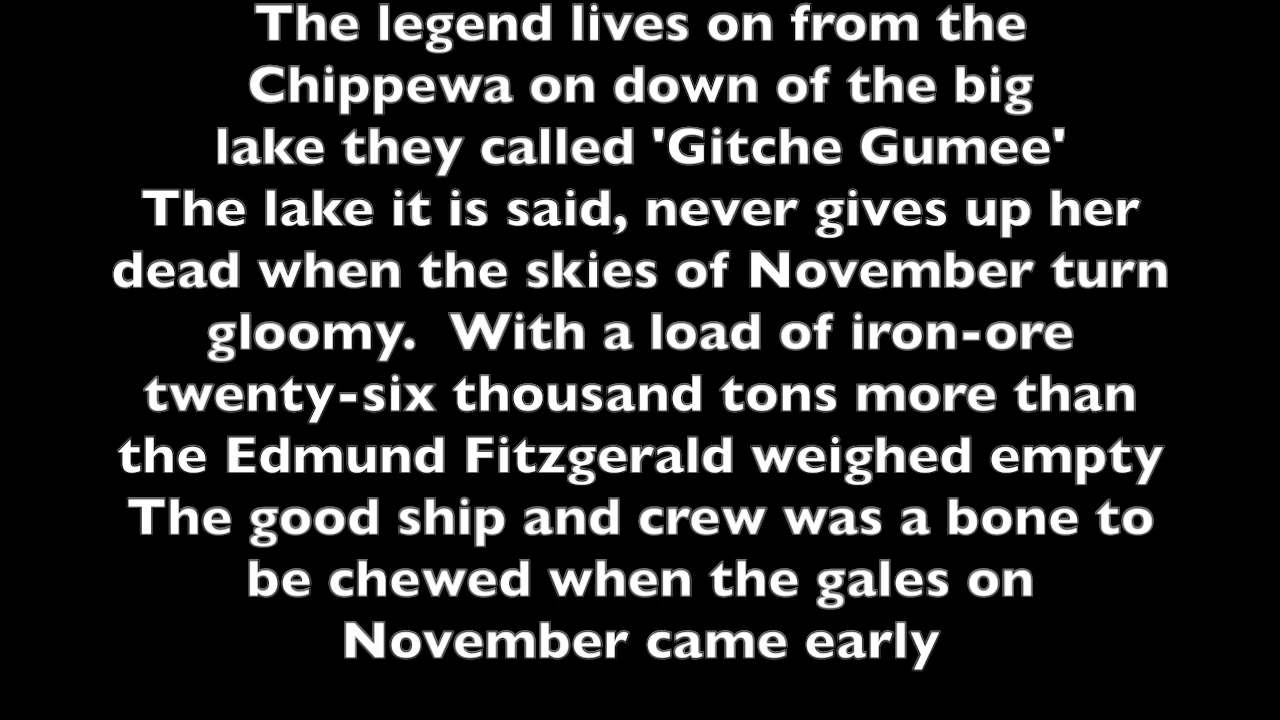 The legend lives on from the
Chippewa on down of the big
lake they called 'Gitche Gumee'
The lake it is said, never gives up her
dead when the skies of November turn
gloomy.  With a load of iron-ore
twenty-six thousand tons more than
the Edmund Fitzgerald weighed empty
The good ship and crew was a bone to
be chewed when the gales on
November came early